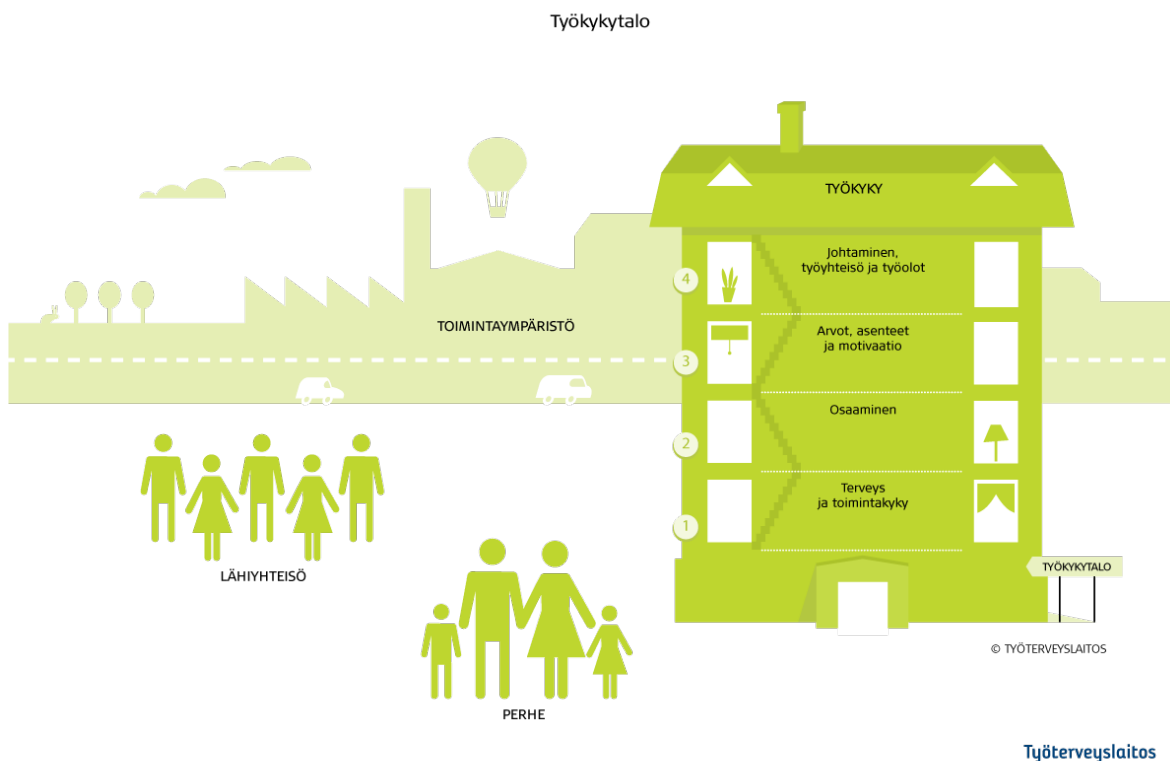 Työkykytalo
TYÖKYKY
4
Johtaminen,
työyhteisö ja työolot
TOIMINTAYMPÄRISTÖ
3
Arvot, asenteet
ja motivaatio
2
Osaaminen
1
Terveys
ja toimintakyky
LÄHIYHTEISÖ
TYÖKYKYTALO
© TYÖTERVEYSLAITOS
PERHE
Työterveyslaitos